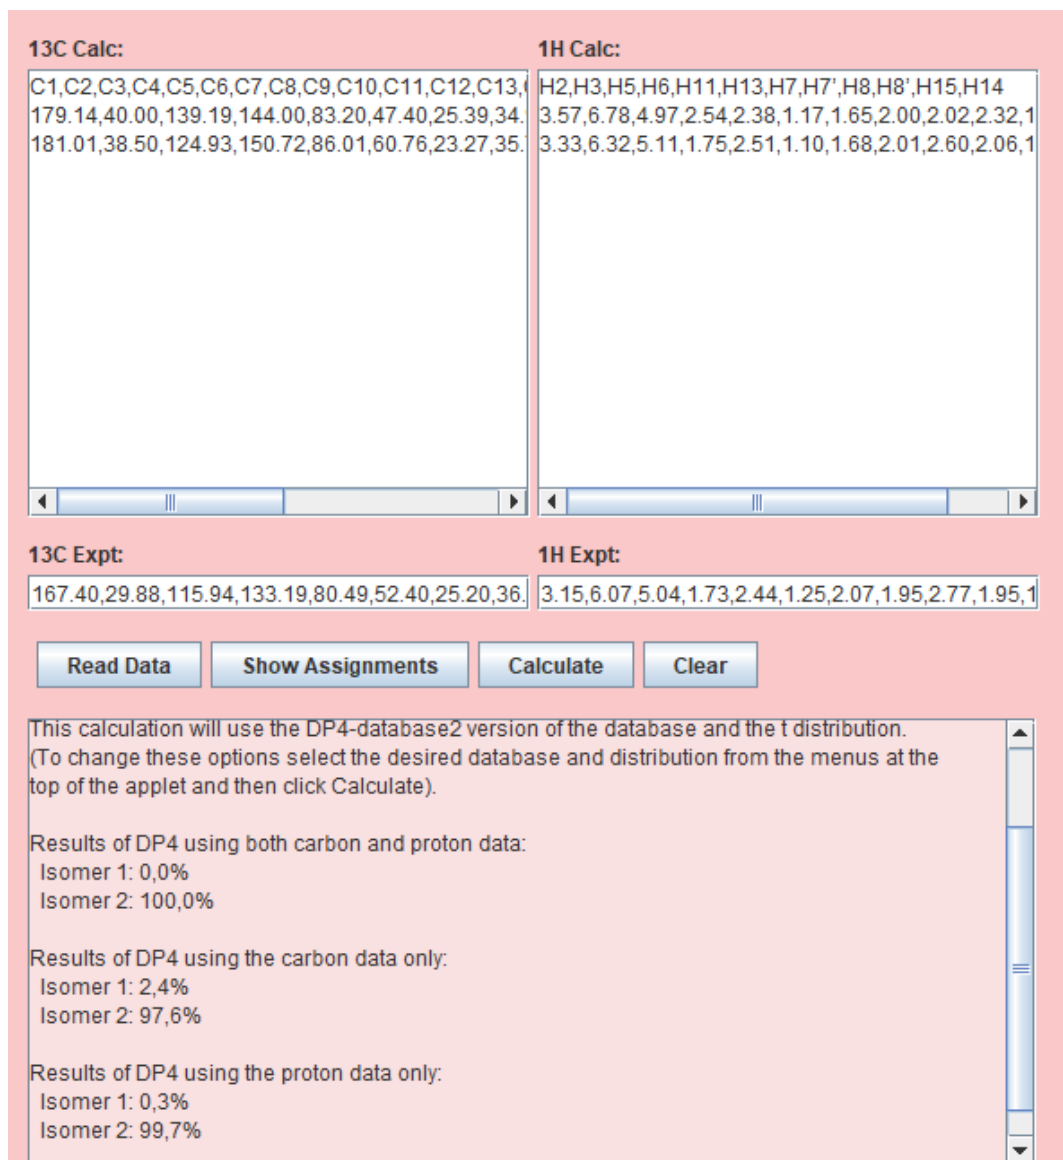 13C Calc:
C1,C2,C3,C4,C5,C6,C7,C8,C9,C10,C11,C12,C13,
179.14,40.00,139.19,144.00,83.20,47.40,25.39,34.
181.01,38.50,124.93,150.72,86.01,60.76,23.27,35.
1H Calc:
H2,H3,H5,H6,H11,H13,H7,H7’,H8,H8’,H15,H14
3.57,6.78,4.97,2.54,2.38,1.17,1.65,2.00,2.02,2.32,1
3.33,6.32,5.11,1.75,2.51,1.10,1.68,2.01,2.60,2.06,1
13C Expt:
167.40,29.88,115.94,133.19,80.49,52.40,25.20,36.
1H Expt:
3.15,6.07,5.04,1.73,2.44,1.25,2.07,1.95,2.77,1.95,1
Read Data
Show Assignments
Calculate
Clear
This calculation will use the DP4-database2 version of the database and the t distribution.
(To change these options select the desired database and distribution from the menus at the
top of the applet and then click Calculate).
Results of DP4 using both carbon and proton data:
Isomer 1: 0,0%
Isomer 2: 100,0%
Results of DP4 using the carbon data only:
Isomer 1: 2,4%
Isomer 2: 97,6%
Results of DP4 using the proton data only:
Isomer 1: 0,3%
Isomer 2: 99,7%